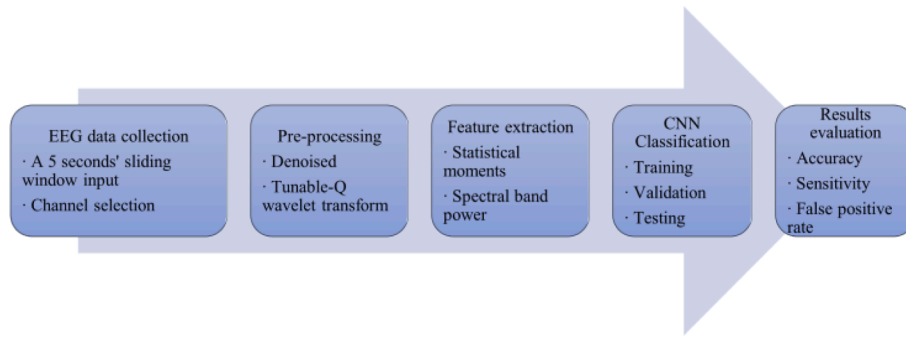 EEG data collection
· A 5 seconds' sliding
window input
· Channel selection
Pre-processing
· Denoised
· Tunable-Q
wavelet transform
Feature extraction
· Statistical
moments
· Spectral band
power
CNN
Classification
· Training
· Validation
· Testing
Results
evaluation
· Accuracy
· Sensitivity
· False positive
rate